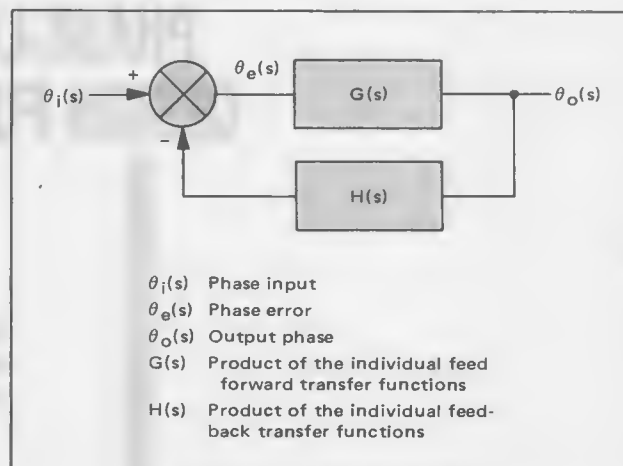 + θe(s)
θi(s) G(s) θo(s)
−
H(s)
θi(s) Phase input
θe(s) Phase error
θo(s) Output phase
G(s) Product of the individual feed
forward transfer functions
H(s) Product of the individual feed-
back transfer functions